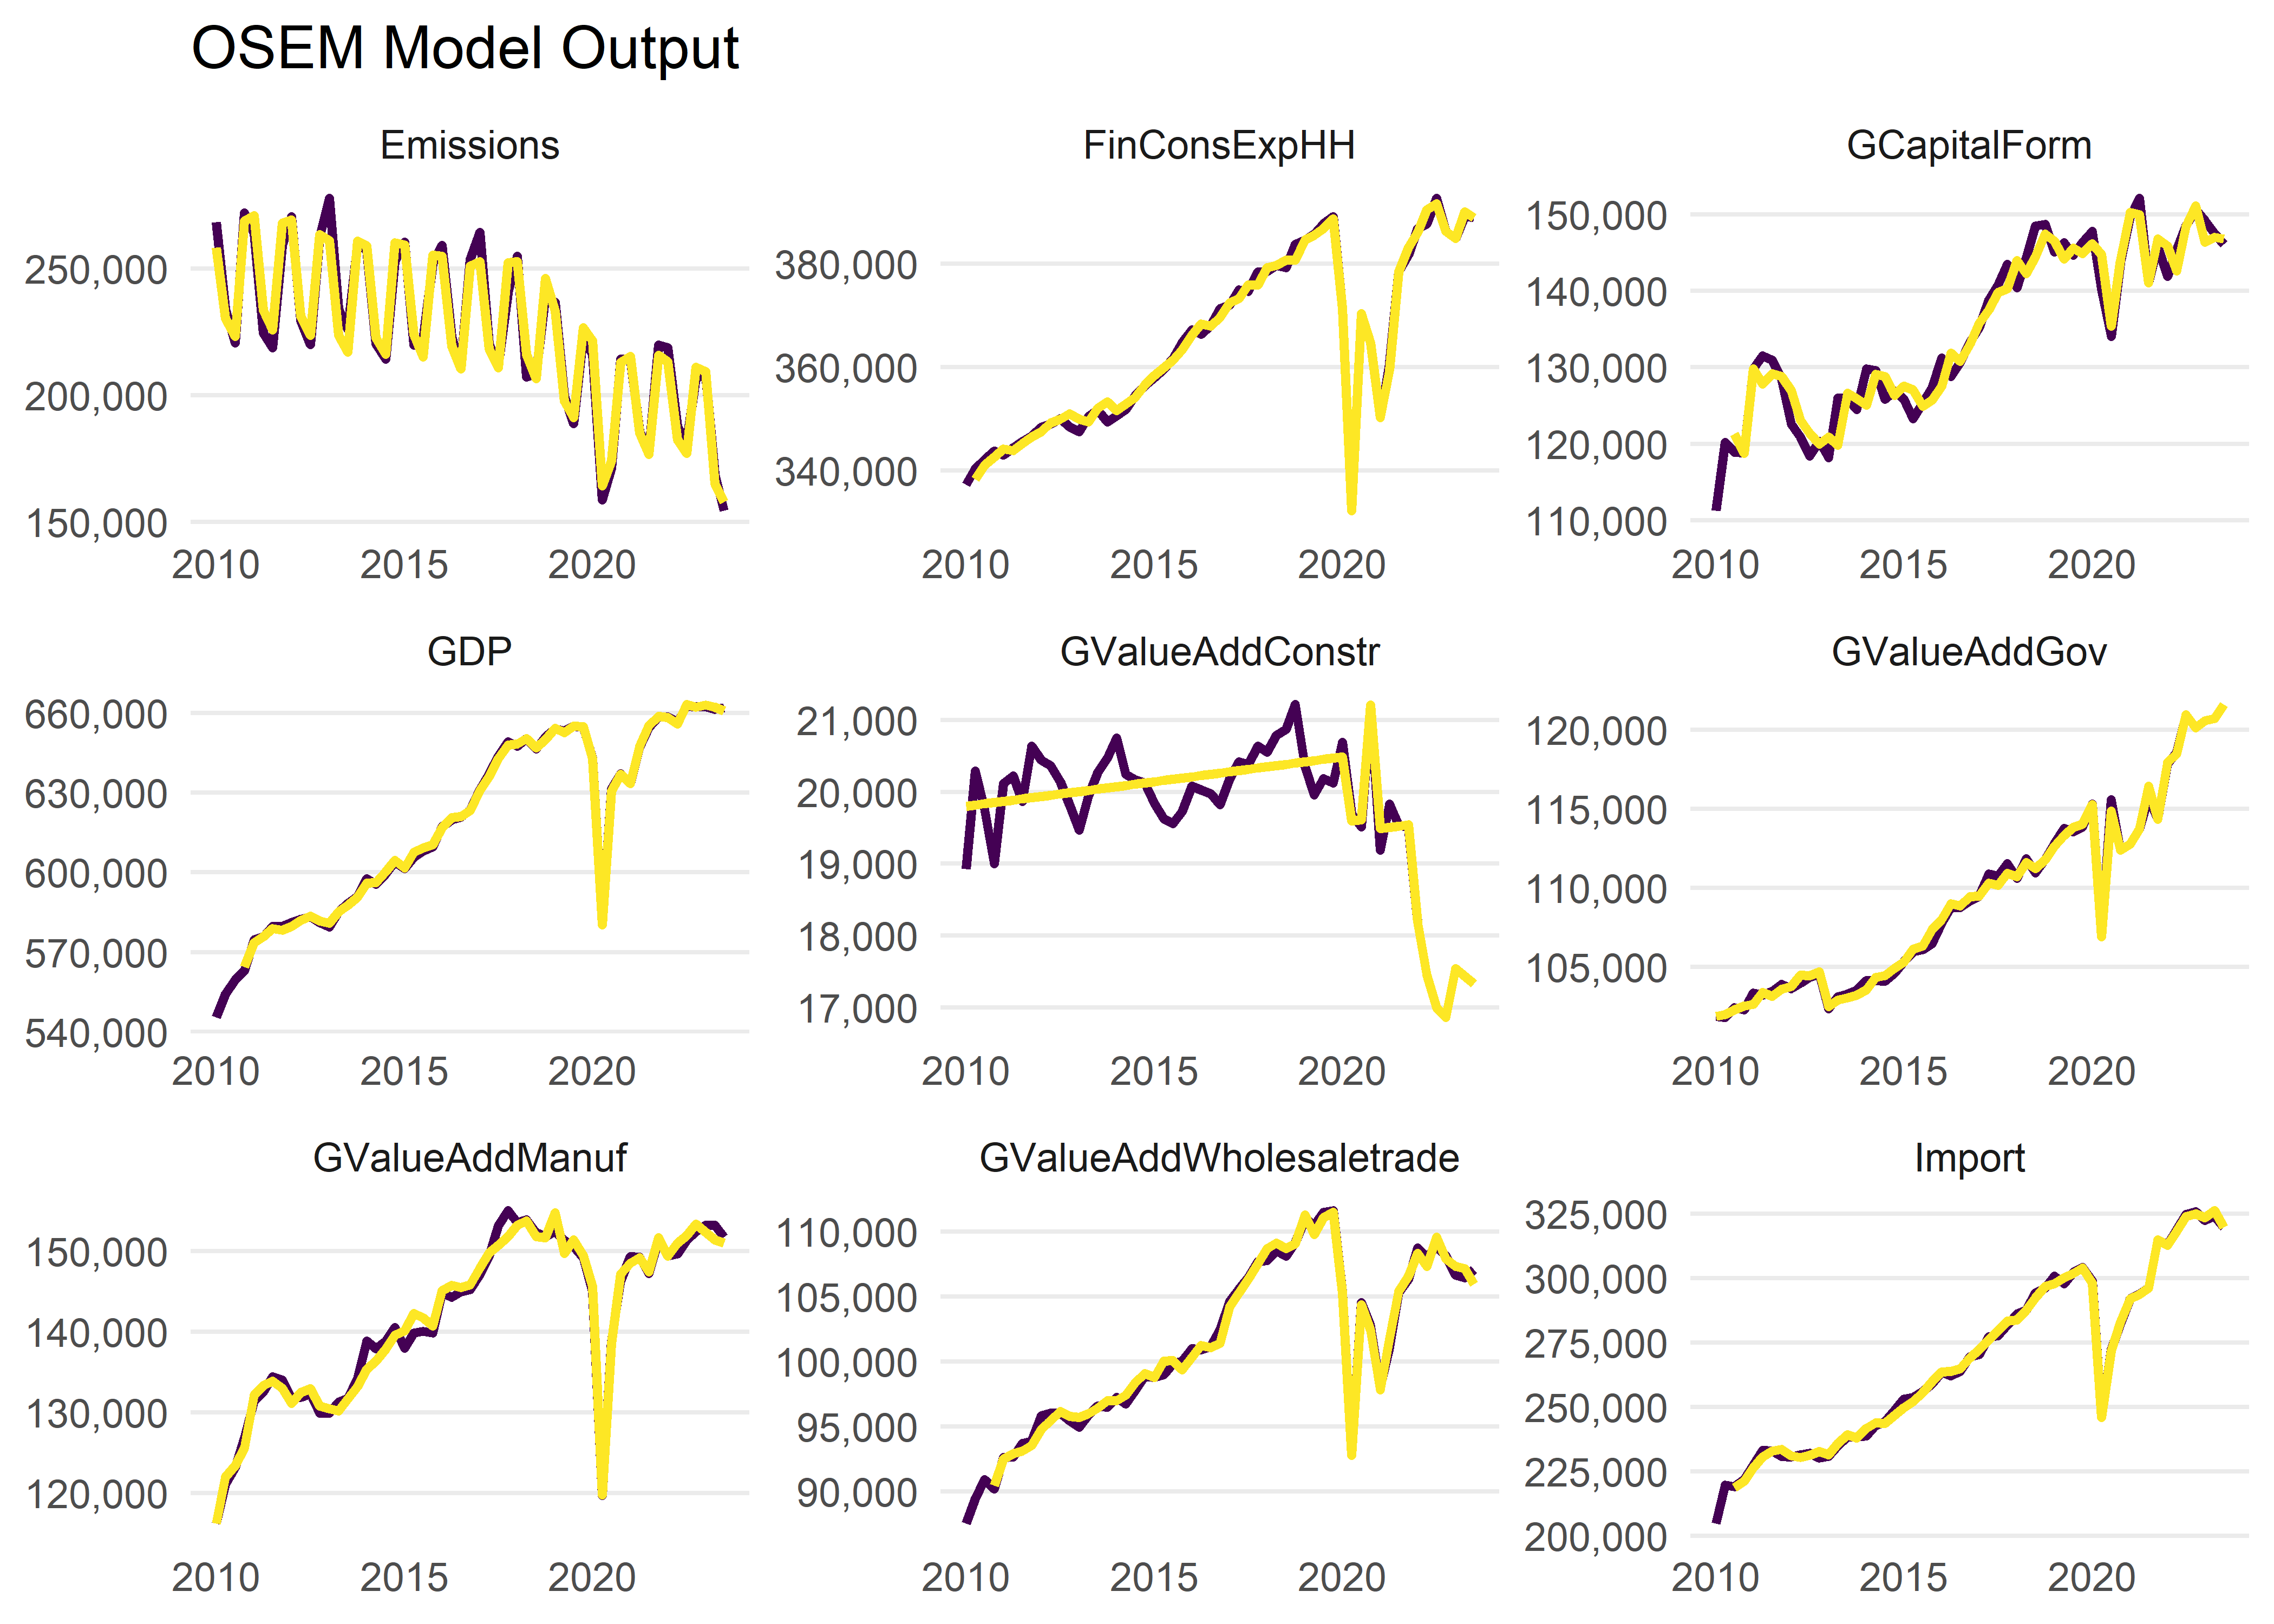 OSEM Model Output
Emissions
FinConsExpHH
GCapitalForm
250,000
200,000
150,000
2010 2015 2020
380,000
360,000
340,000
2010 2015 2020
150,000
140,000
130,000
120,000
110,000
2010 2015 2020
GDP
GValueAddConstr
GValueAddGov
660,000
630,000
600,000
570,000
540,000
2010 2015 2020
21,000
20,000
19,000
18,000
17,000
2010 2015 2020
120,000
115,000
110,000
105,000
2010 2015 2020
GValueAddManuf
GValueAddWholesaletrade
Import
150,000
140,000
130,000
120,000
2010 2015 2020
110,000
105,000
100,000
95,000
90,000
2010 2015 2020
325,000
300,000
275,000
250,000
225,000
200,000
2010 2015 2020